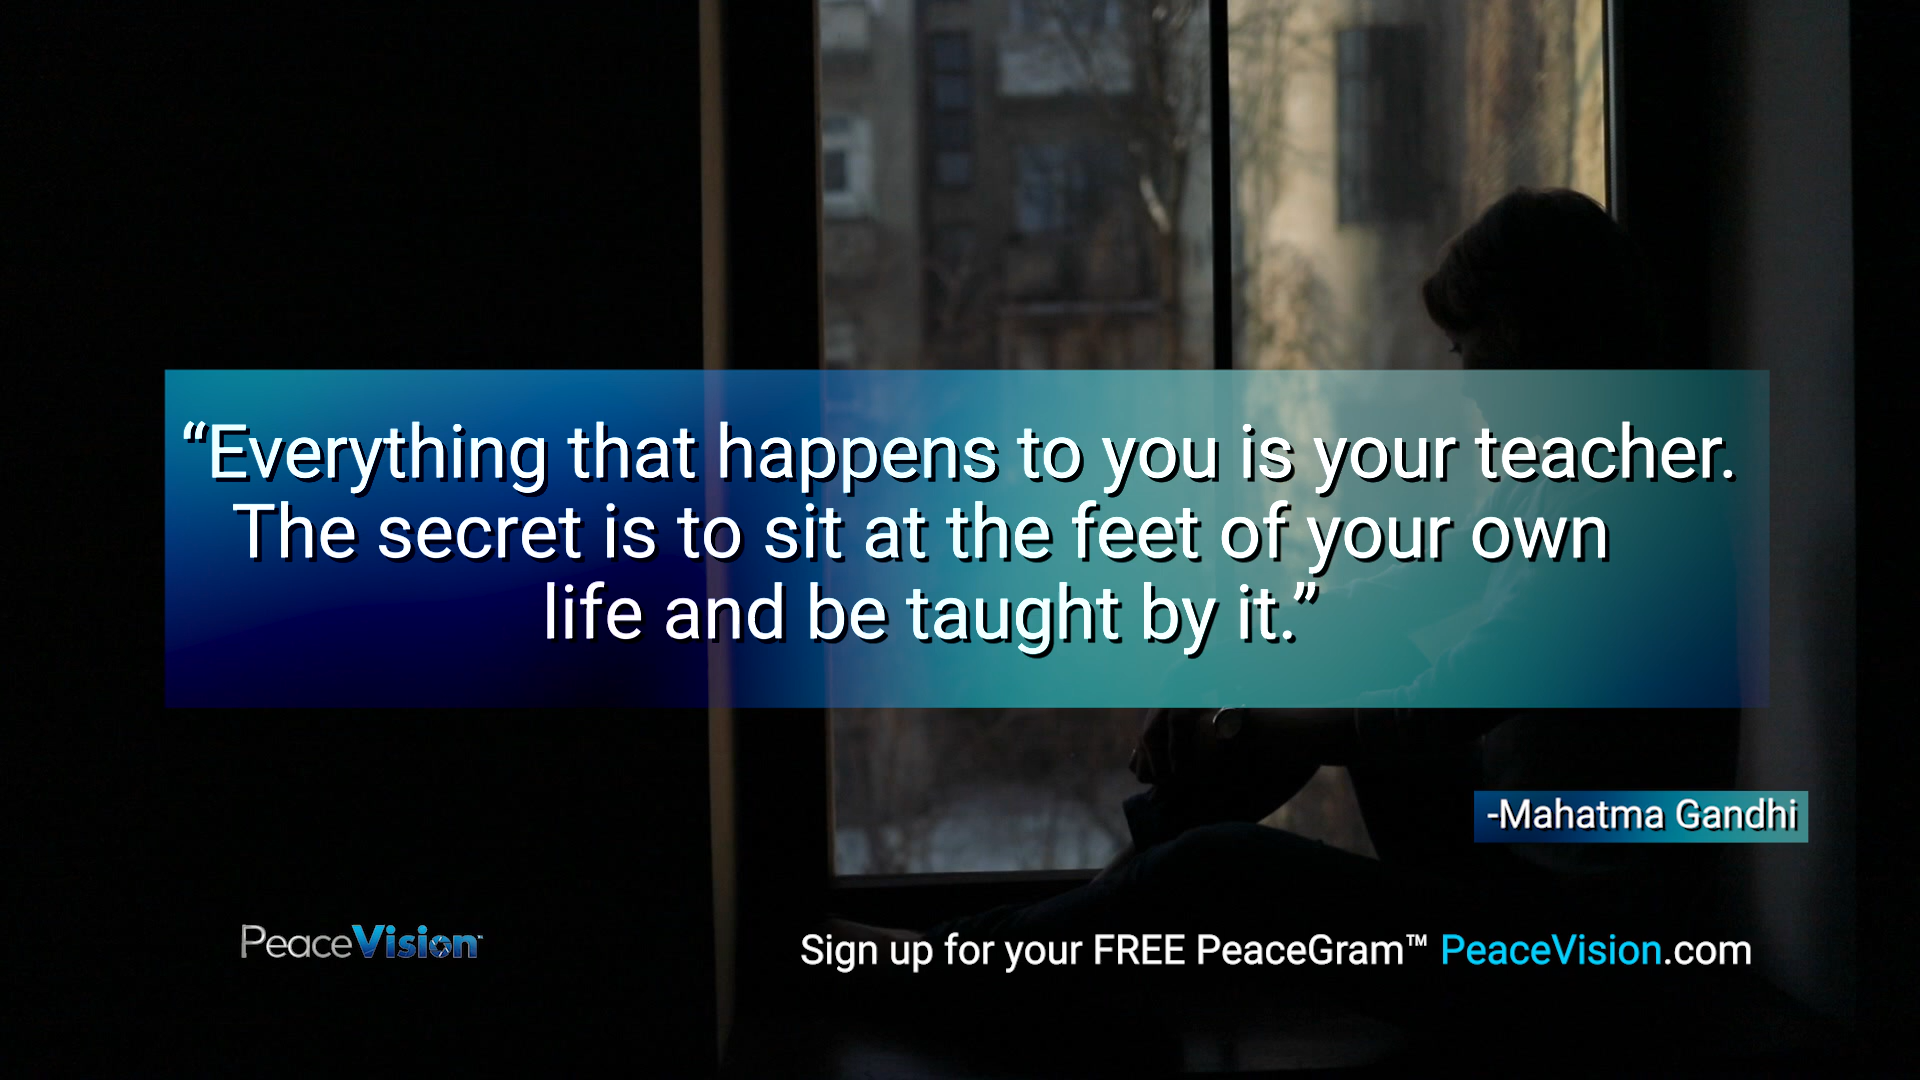 “Everything that happens to you is your teacher.
The secret is to sit at the feet of your own
life and be taught by it.”
-Mahatma Gandhi
PeaceVision™
Sign up for your FREE PeaceGram™ PeaceVision.com